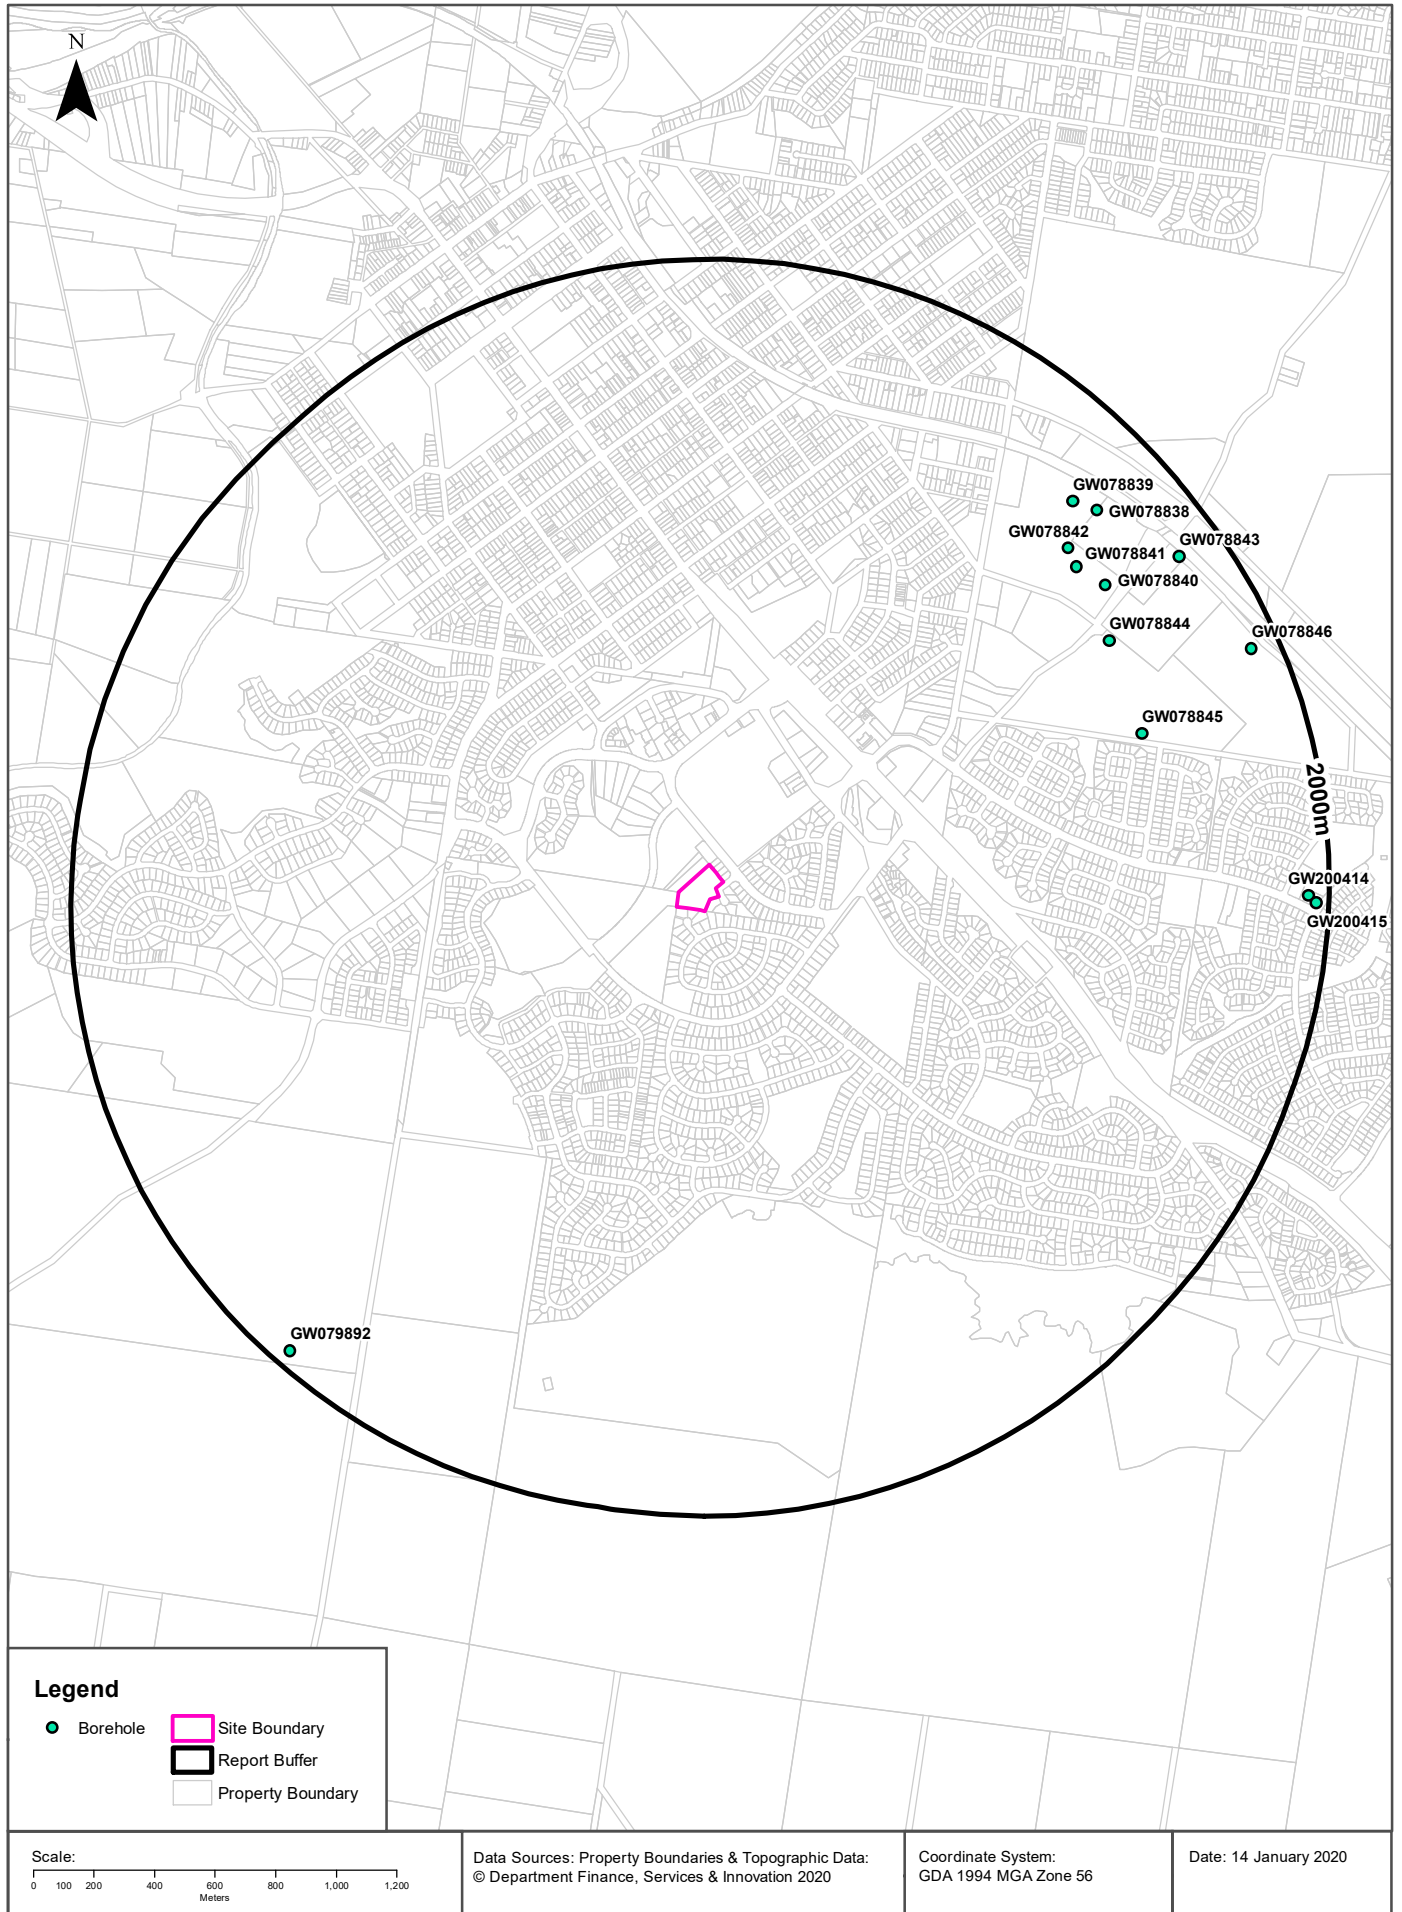 N
GW078839
GW078838
GW078842
GW078843
GW078841
GW078840
GW078844
GW078846
GW078845
2000m
GW200414
GW200415
GW079892
Legend
Borehole
Site Boundary
Report Buffer
Property Boundary
Scale:
0 100 200 400 600 800 1,000 1,200
Meters
Data Sources: Property Boundaries & Topographic Data:
© Department Finance, Services & Innovation 2020
Coordinate System:
GDA 1994 MGA Zone 56
Date: 14 January 2020